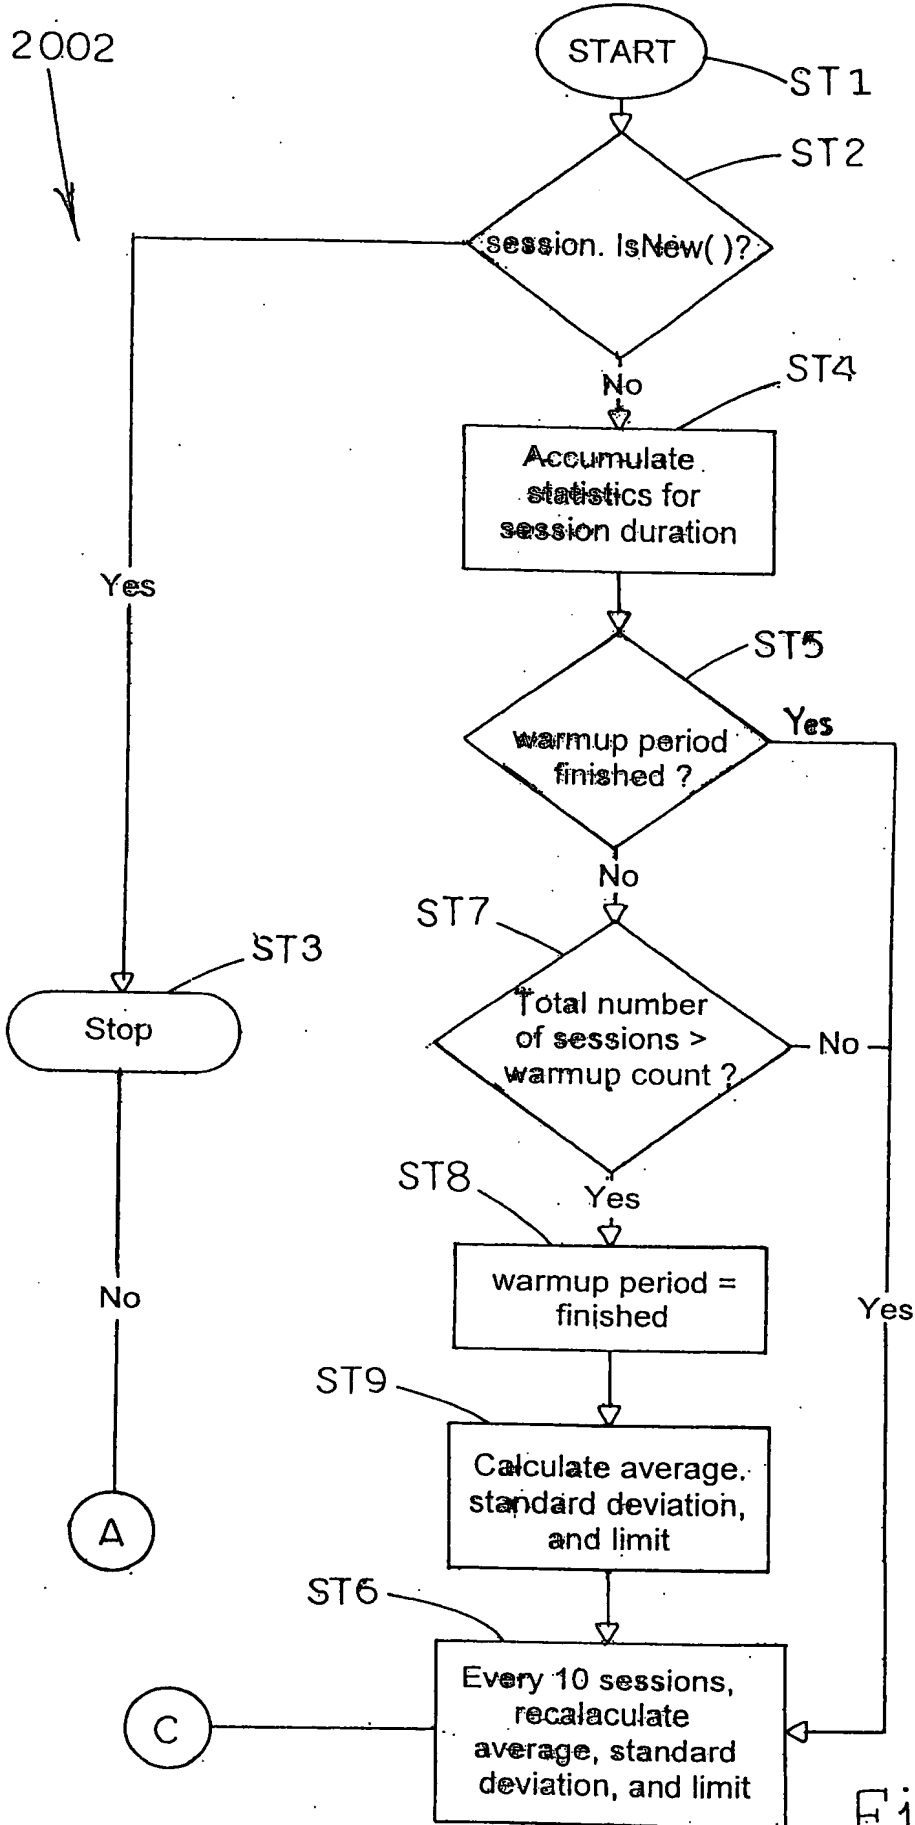 2002
START
ST1
ST2
session. IsNew( )?
No
ST4
Accumulate
statistics for
session duration
Yes
ST5
Yes
warmup period
finished ?
No
ST7
ST3
Stop
Total number
of sessions >
warmup count ?
No
ST8
Yes
warmup period =
finished
No
Yes
ST9
Calculate average,
standard deviation,
and limit
A
ST6
Every 10 sessions,
recalaculate
average, standard
deviation, and limit
C